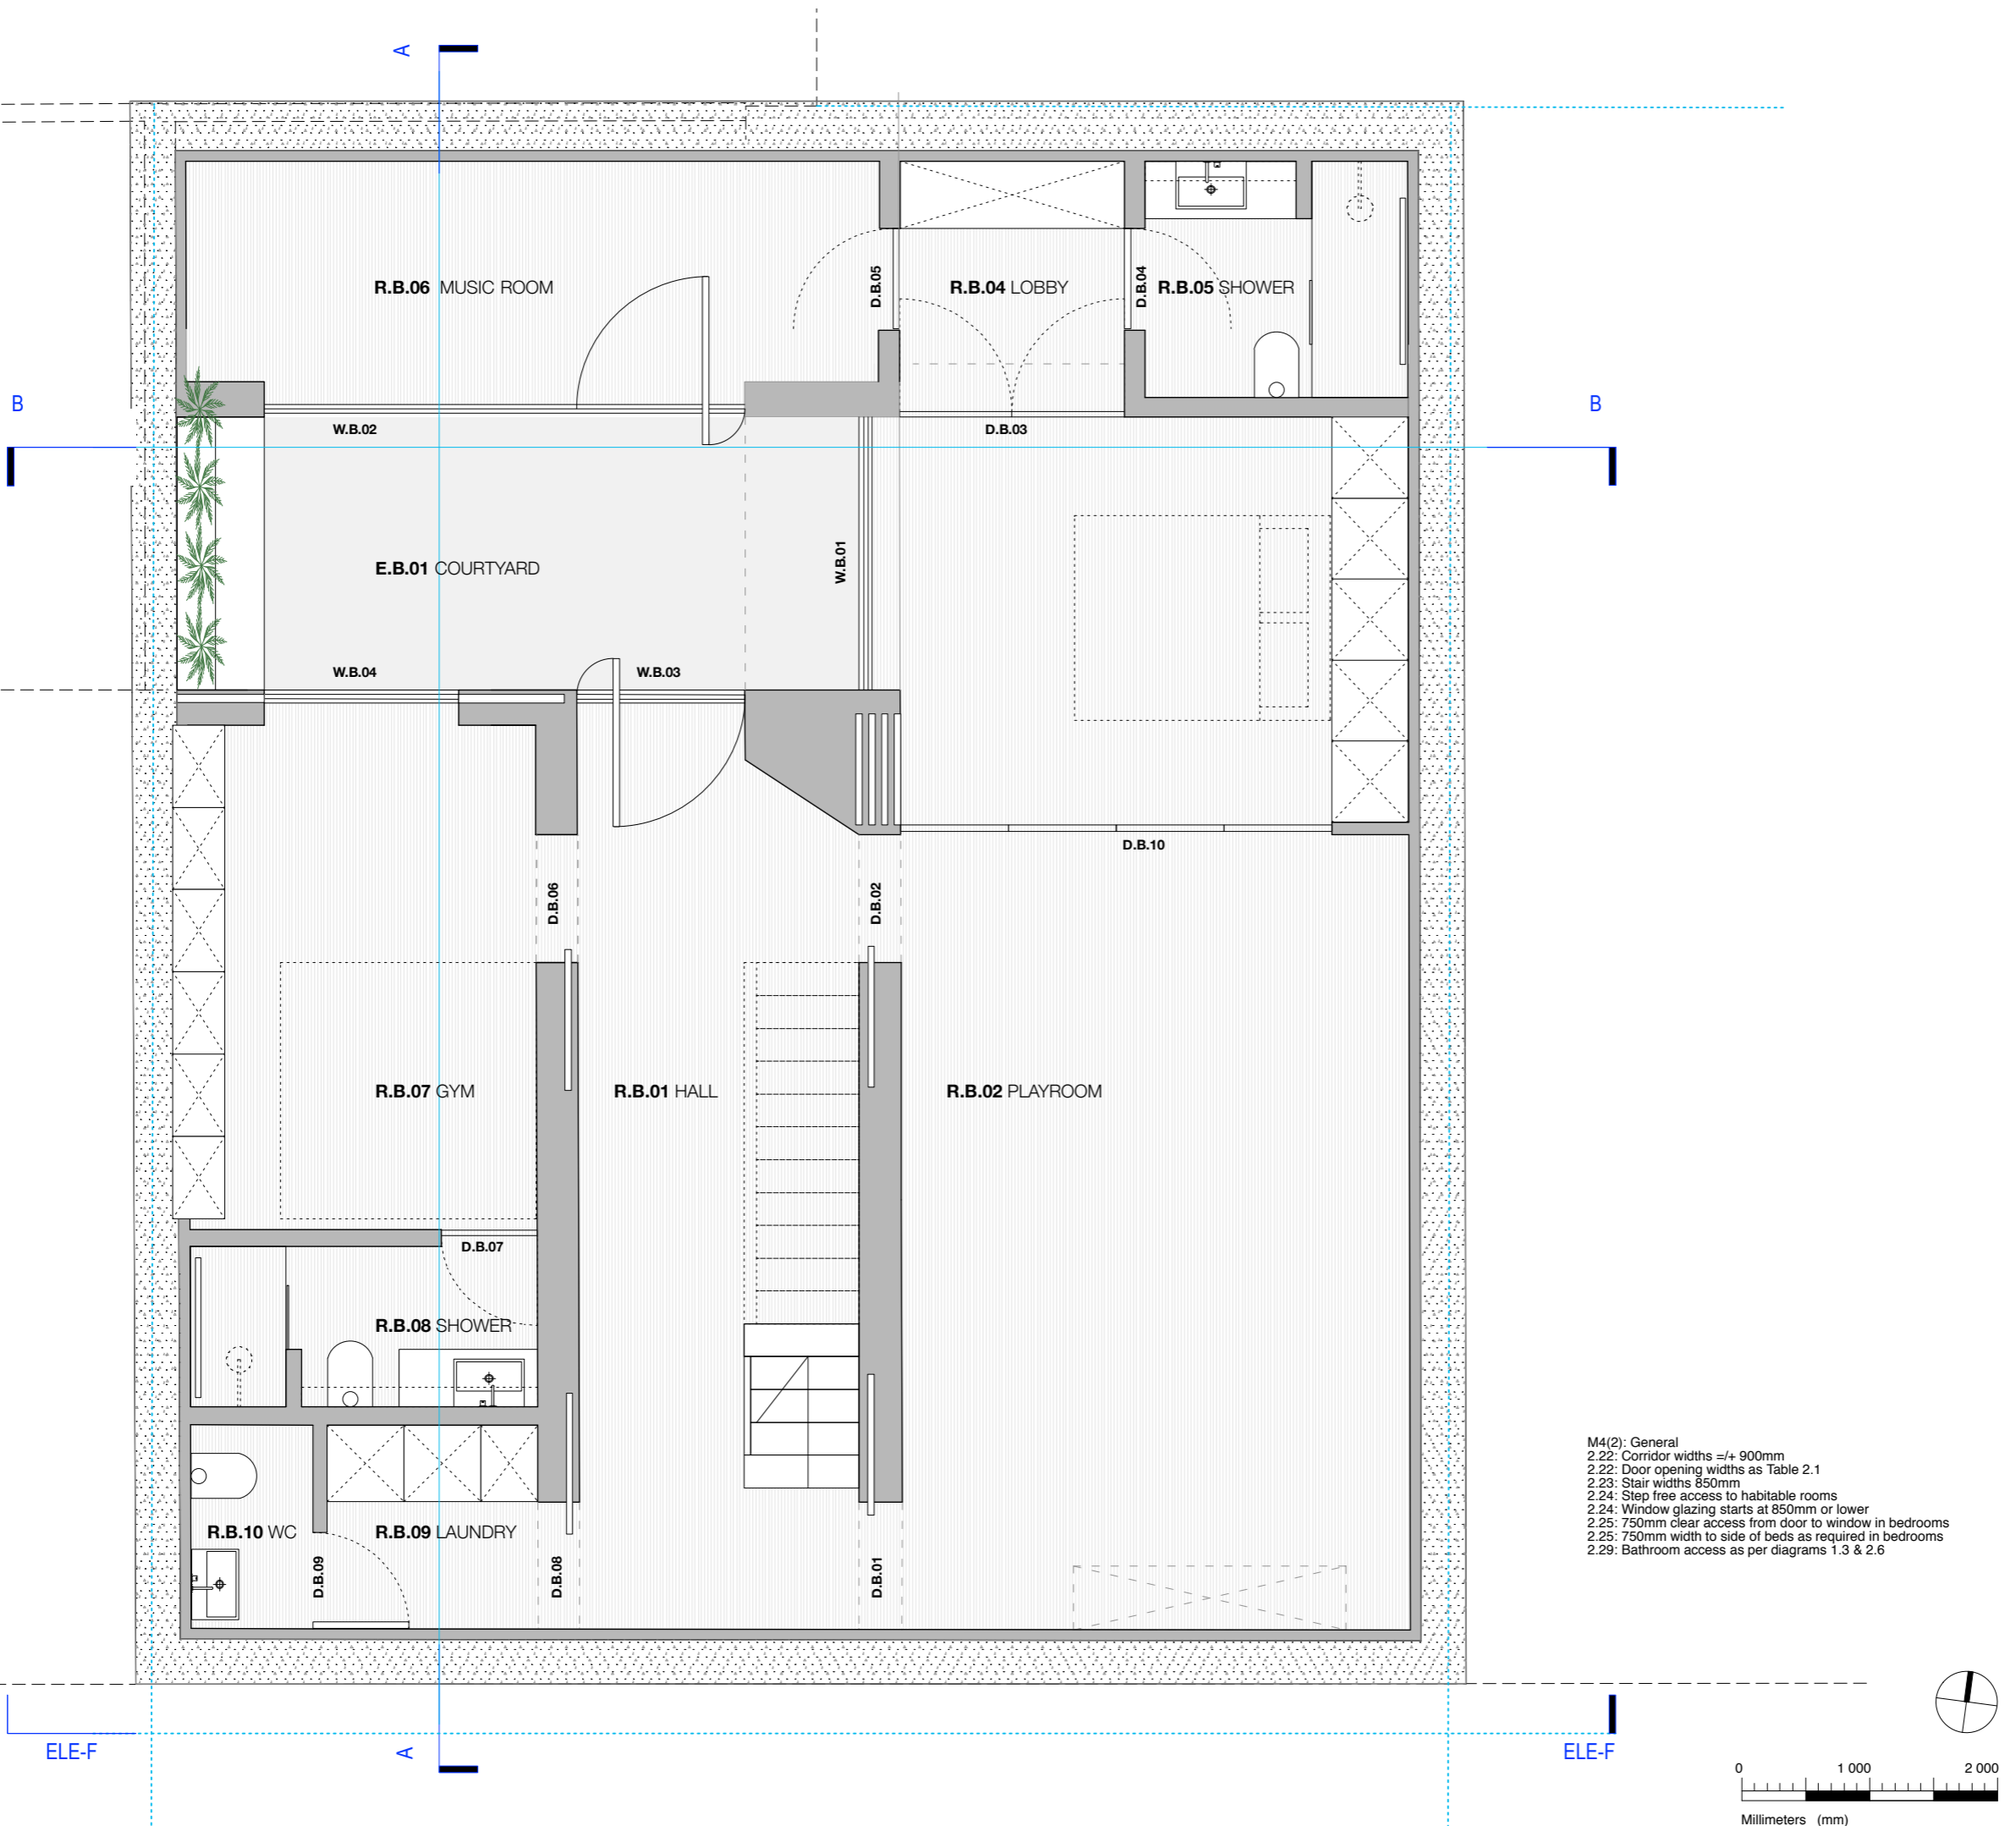 A
R.B.06 MUSIC ROOM
D.B.05
R.B.04 LOBBY
D.B.04
R.B.05 SHOWER
B
B
W.B.02
D.B.03
E.B.01 COURTYARD
W.B.01
W.B.04
W.B.03
D.B.10
D.B.06
D.B.02
R.B.07 GYM
R.B.01 HALL
R.B.02 PLAYROOM
D.B.07
R.B.08 SHOWER
R.B.10 WC
R.B.09 LAUNDRY
D.B.09
D.B.08
D.B.01
M4(2): General
2.22: Corridor widths =/+ 900mm
2.22: Door opening widths as Table 2.1
2.23: Stair widths 850mm
2.24: Step free access to habitable rooms
2.24: Window glazing starts at 850mm or lower
2.25: 750mm clear access from door to window in bedrooms
2.25: 750mm width to side of beds as required in bedrooms
2.29: Bathroom access as per diagrams 1.3 & 2.6
ELE-F
A
ELE-F
0 1 000 2 000
Millimeters (mm)